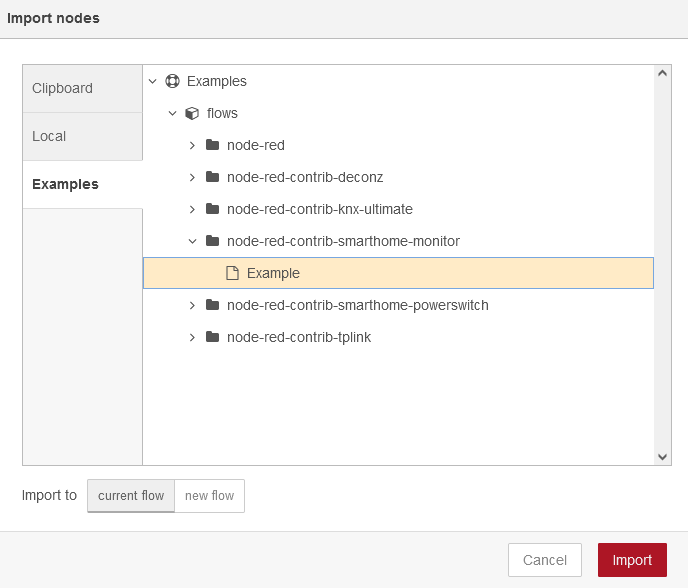 Import nodes
Clipboard
Local
Examples
Examples
flows
node-red
node-red-contrib-deconz
node-red-contrib-knx-ultimate
node-red-contrib-smarthome-monitor
Example
node-red-contrib-smarthome-powerswitch
node-red-contrib-tplink
Import to current flow new flow
Cancel Import